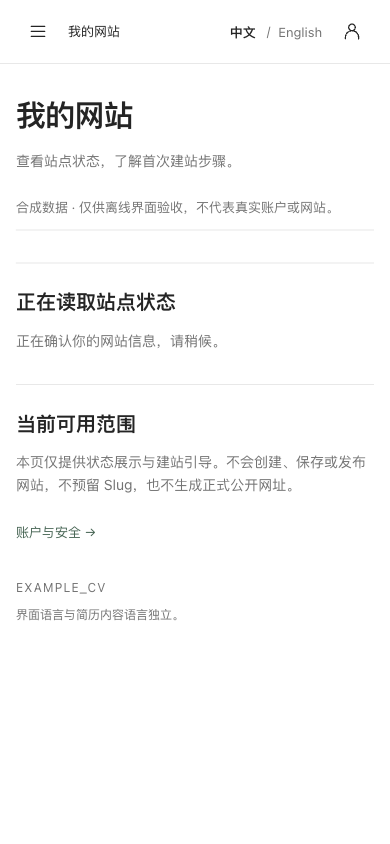 我的网站
中文 / English
我的网站
查看站点状态，了解首次建站步骤。
合成数据 · 仅供离线界面验收，不代表真实账户或网站。
正在读取站点状态
正在确认你的网站信息，请稍候。
当前可用范围
本页仅提供状态展示与建站引导。不会创建、保存或发布
网站，不预留 Slug，也不生成正式公开网址。
账户与安全 →
EXAMPLE_CV
界面语言与简历内容语言独立。